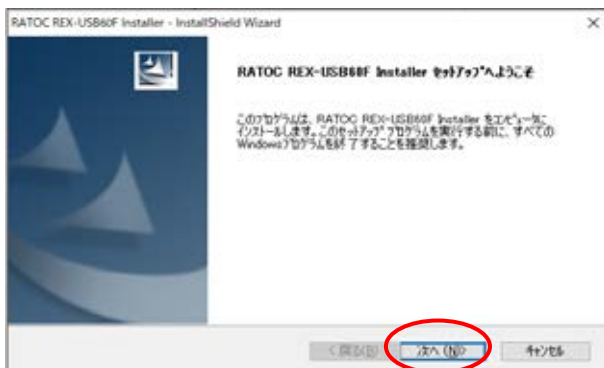 RATOC REX-USB60F Installer - InstallShield Wizard
RATOC REX-USB60F Installer セットアップへようこそ
このプログラムは、RATOC REX-USB60F Installer をコンピュータに
インストールします。このセットアップ プログラムを実行する前に、すべての
Windowsプログラムを終了することを推奨します。
< 戻る(B)
次へ(N)>
キャンセル